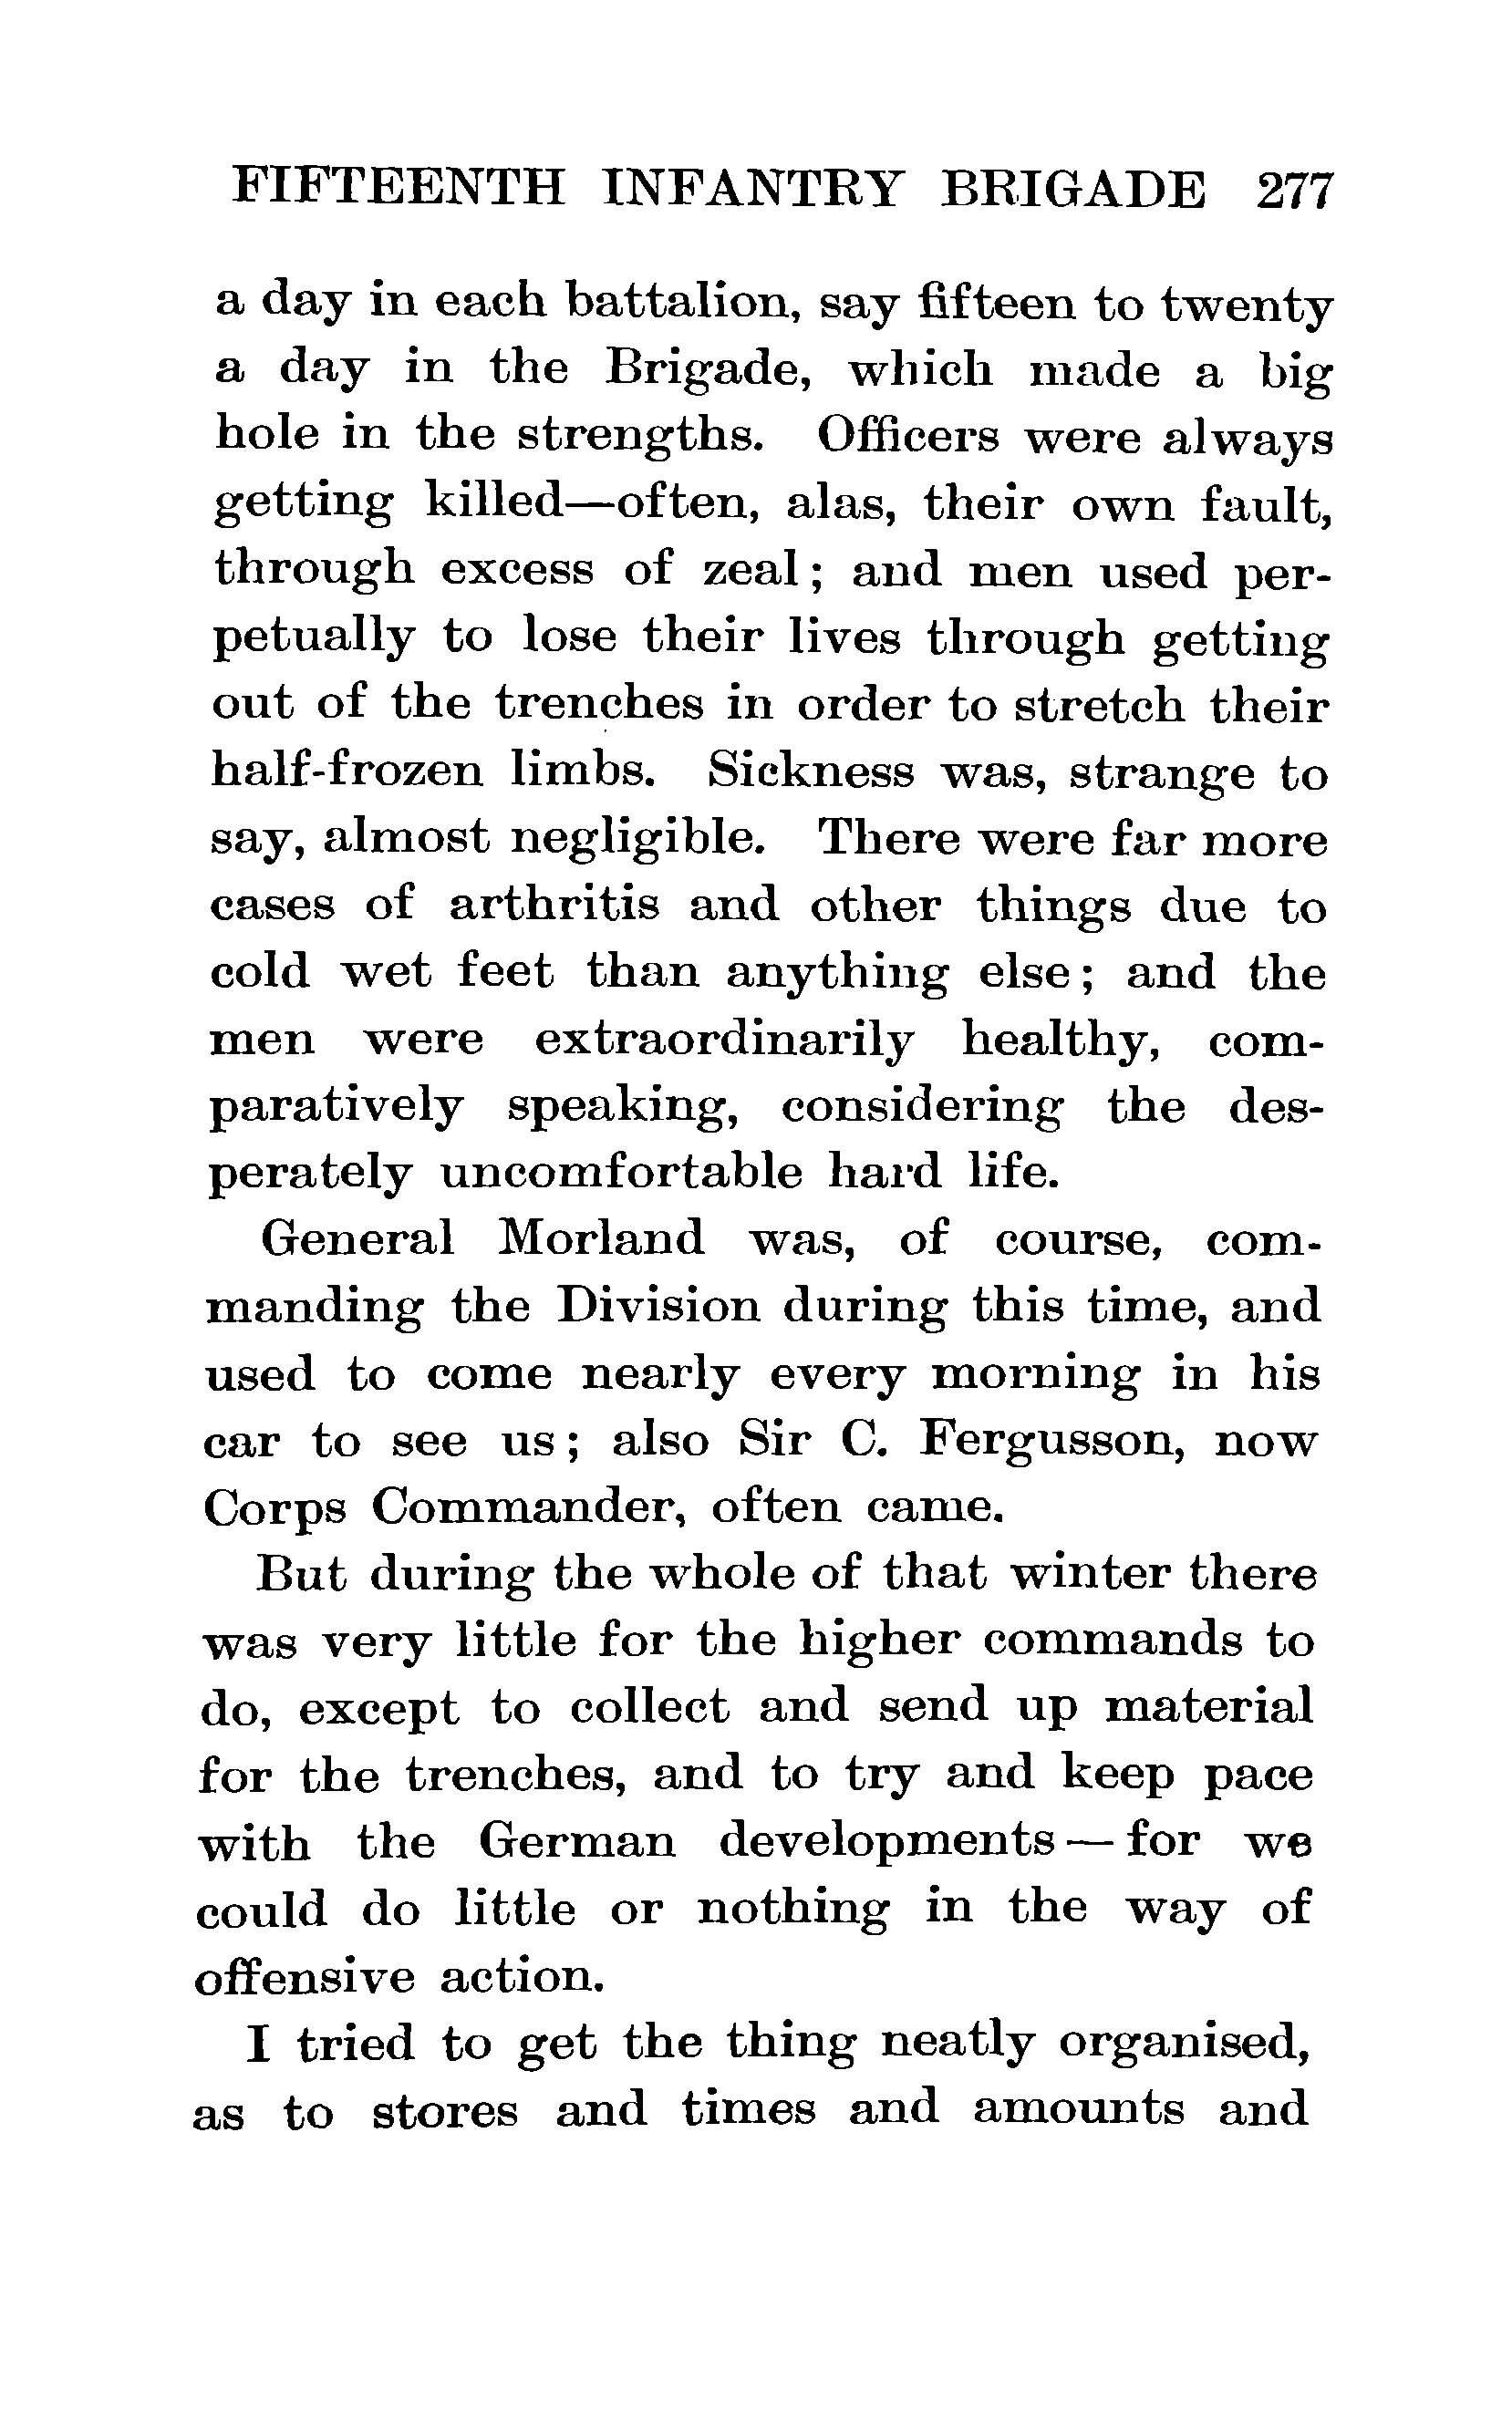 FIFTEENTH INFANTRY BRIGADE 277
a day in each battalion, say fifteen to twenty
a day in the Brigade, which made a big
hole in the strengths. Officers were always
getting killed—often, alas, their own fault,
through excess of zeal; and men used per-
petually to lose their lives through getting
out of the trenches in order to stretch their
half-frozen limbs. Sickness was, strange to
say, almost negligible. There were far more
cases of arthritis and other things due to
cold wet feet than anything else; and the
men were extraordinarily healthy, com-
paratively speaking, considering the des-
perately uncomfortable hard life.
General Morland was, of course, com-
manding the Division during this time, and
used to come nearly every morning in his
car to see us; also Sir C. Fergusson, now
Corps Commander, often came.
But during the whole of that winter there
was very little for the higher commands to
do, except to collect and send up material
for the trenches, and to try and keep pace
with the German developments — for we
could do little or nothing in the way of
offensive action.
I tried to get the thing neatly organised,
as to stores and times and amounts and